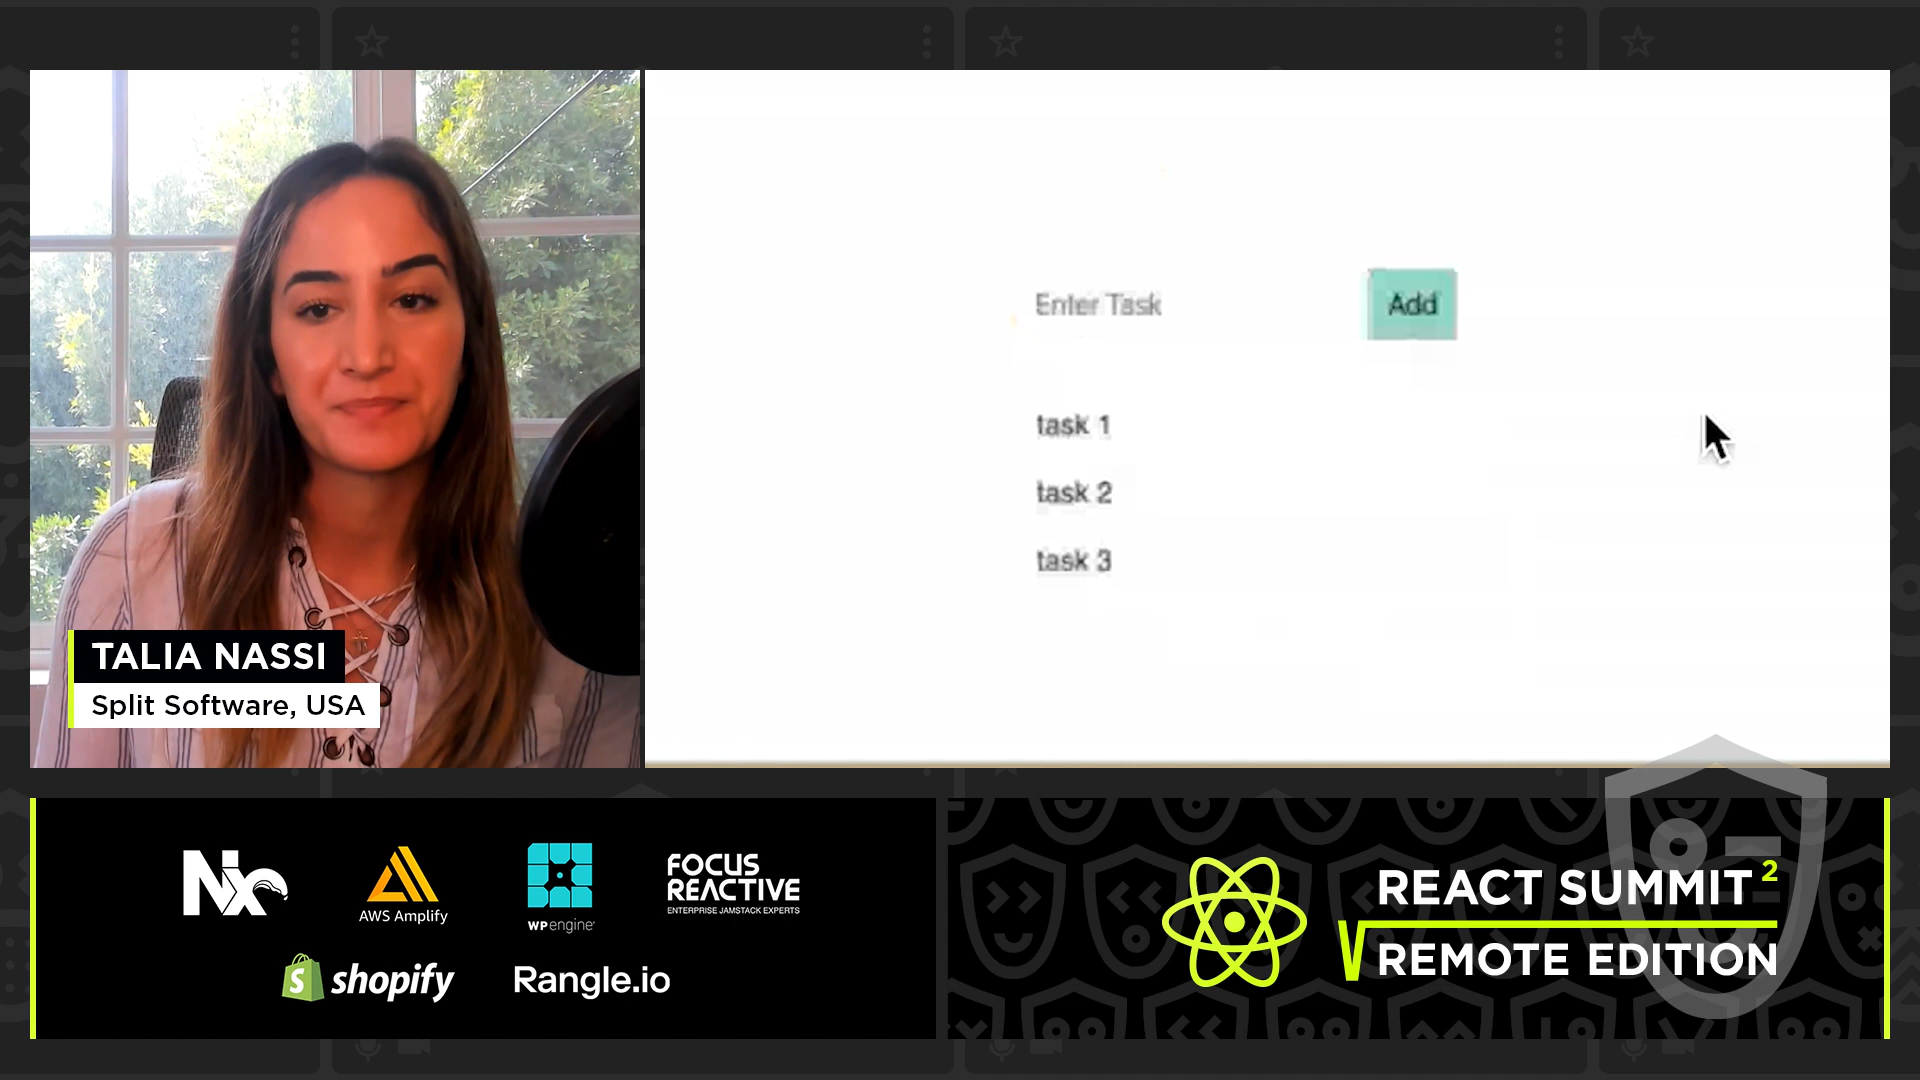 Enter Task
Add
task 1
task 2
task 3
TALIA NASSI
Split Software, USA
Nx
AWS Amplify
WP engine
FOCUS
REACTIVE
ENTERPRISE JAMSTACK EXPERTS
shopify
Rangle.io
REACT SUMMIT 2
REMOTE EDITION